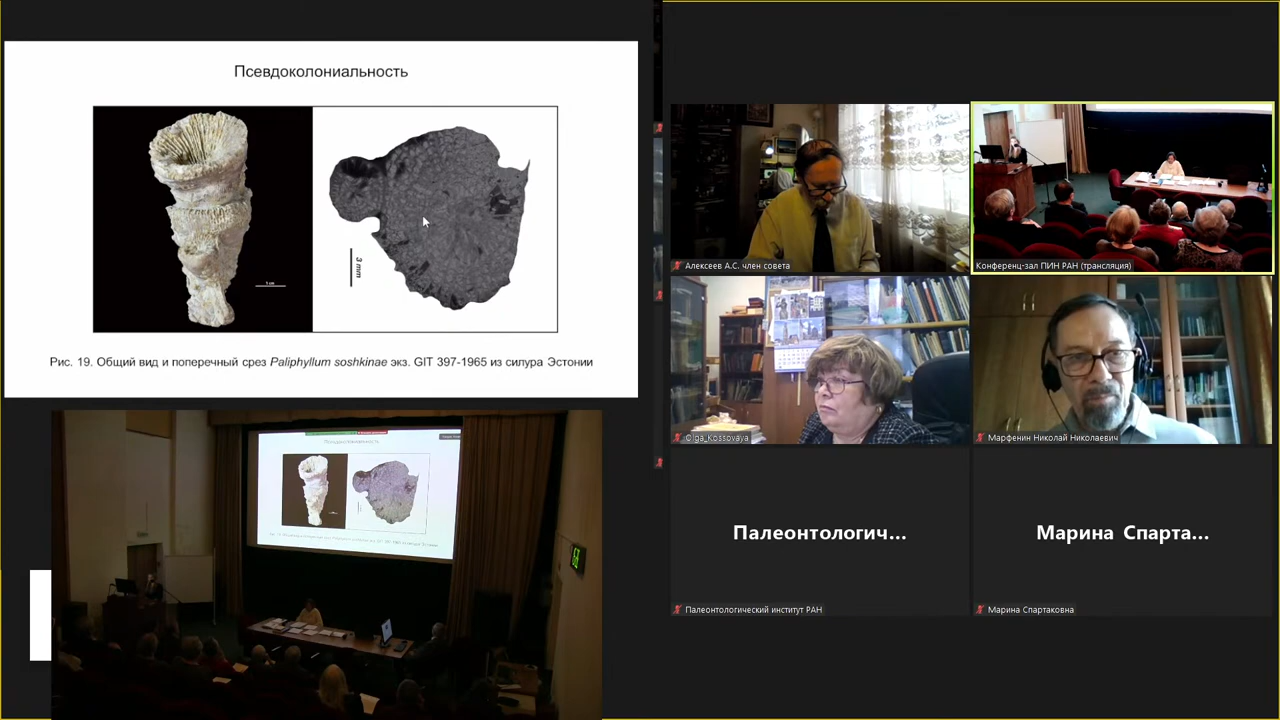 Псевдоколониальность
3 mm
Рис. 19. Общий вид и поперечный срез Paliphyllum soshkinae экз. GIT 397-1965 из силура Эстонии
Псевдоколониальность
Алексеев А.С. член совета
Конференц-зал ПИН РАН (трансляция)
Olga_Kossovaya
Марфенин Николай Николаевич
Палеонтологич...
Марина Спарта...
Палеонтологический институт РАН
Марина Спартаковна